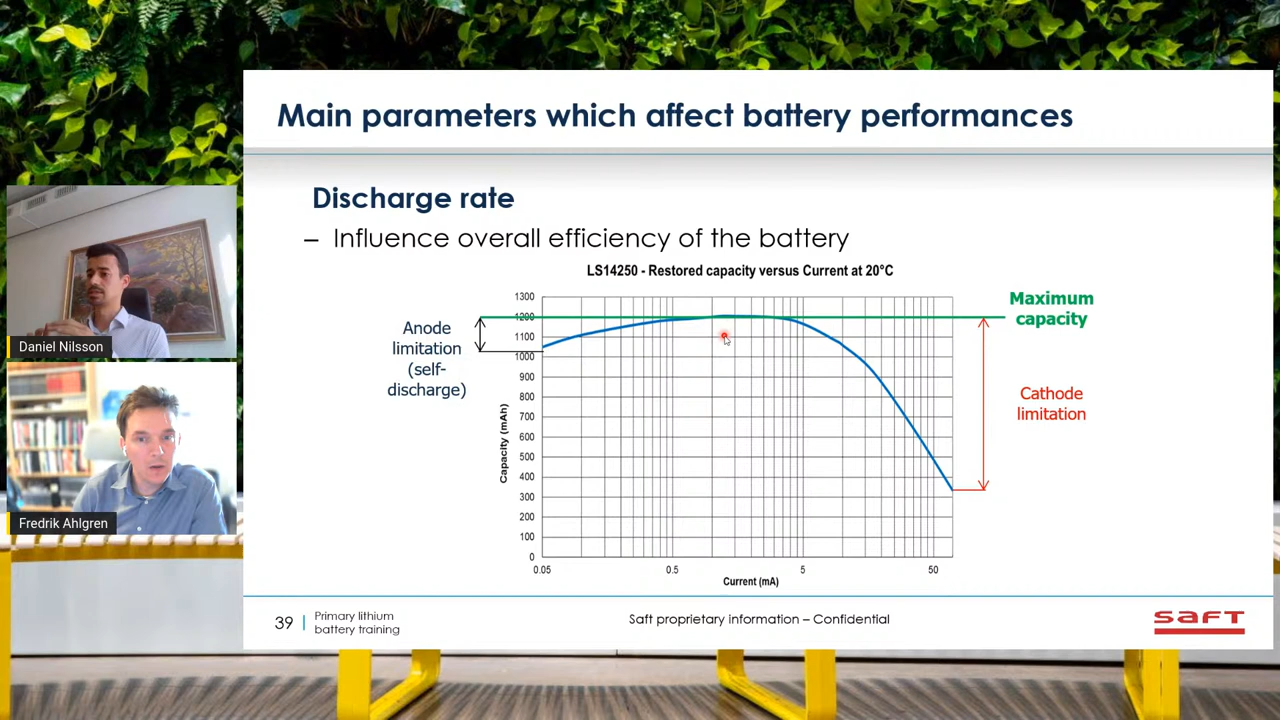 Main parameters which affect battery performances
Discharge rate
– Influence overall efficiency of the battery
LS14250 - Restored capacity versus Current at 20°C
Anode
limitation
(self-
discharge)
Maximum
capacity
Cathode
limitation
Capacity (mAh)
1300
1200
1100
1000
900
800
700
600
500
400
300
200
100
0
0.05
0.5
5
50
Current (mA)
Daniel Nilsson
Fredrik Ahlgren
39
Primary lithium
battery training
Saft proprietary information – Confidential
saft